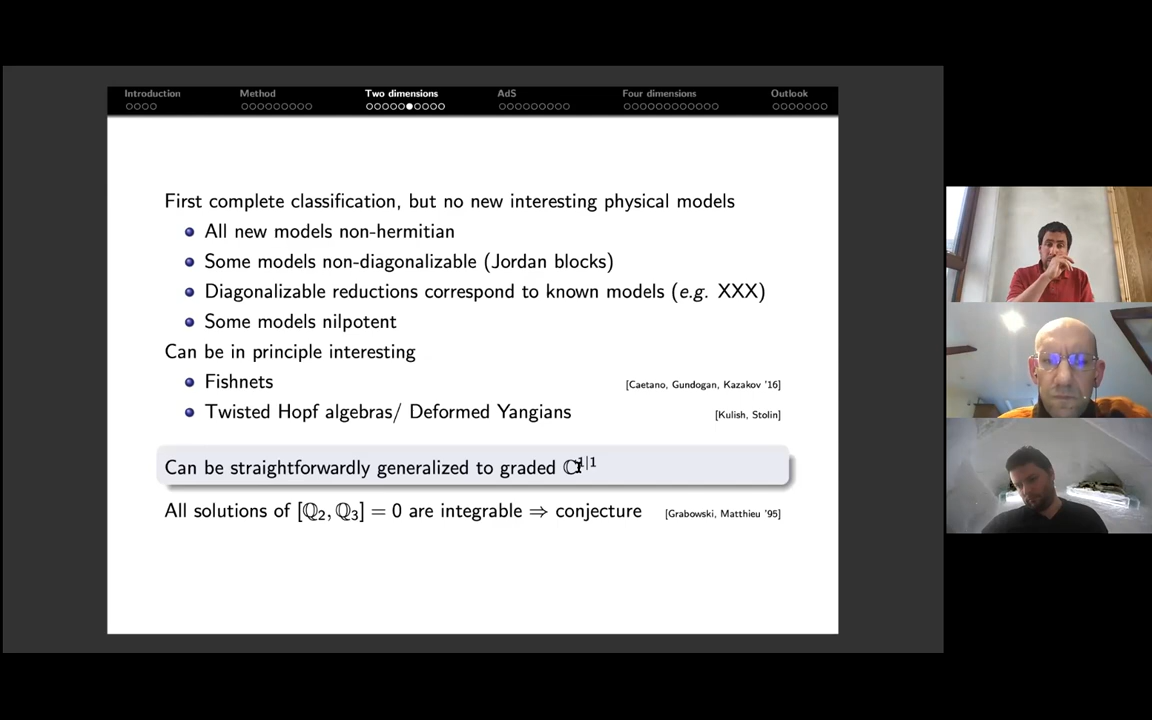 Introduction Method Two dimensions AdS Four dimensions Outlook
First complete classification, but no new interesting physical models
All new models non-hermitian
Some models non-diagonalizable (Jordan blocks)
Diagonalizable reductions correspond to known models (e.g. XXX)
Some models nilpotent
Can be in principle interesting
Fishnets [Caetano, Gundogan, Kazakov '16]
Twisted Hopf algebras/ Deformed Yangians [Kulish, Stolin]
Can be straightforwardly generalized to graded ℂ¹|¹
All solutions of [ℚ₂, ℚ₃] = 0 are integrable ⇒ conjecture [Grabowski, Matthieu '95]